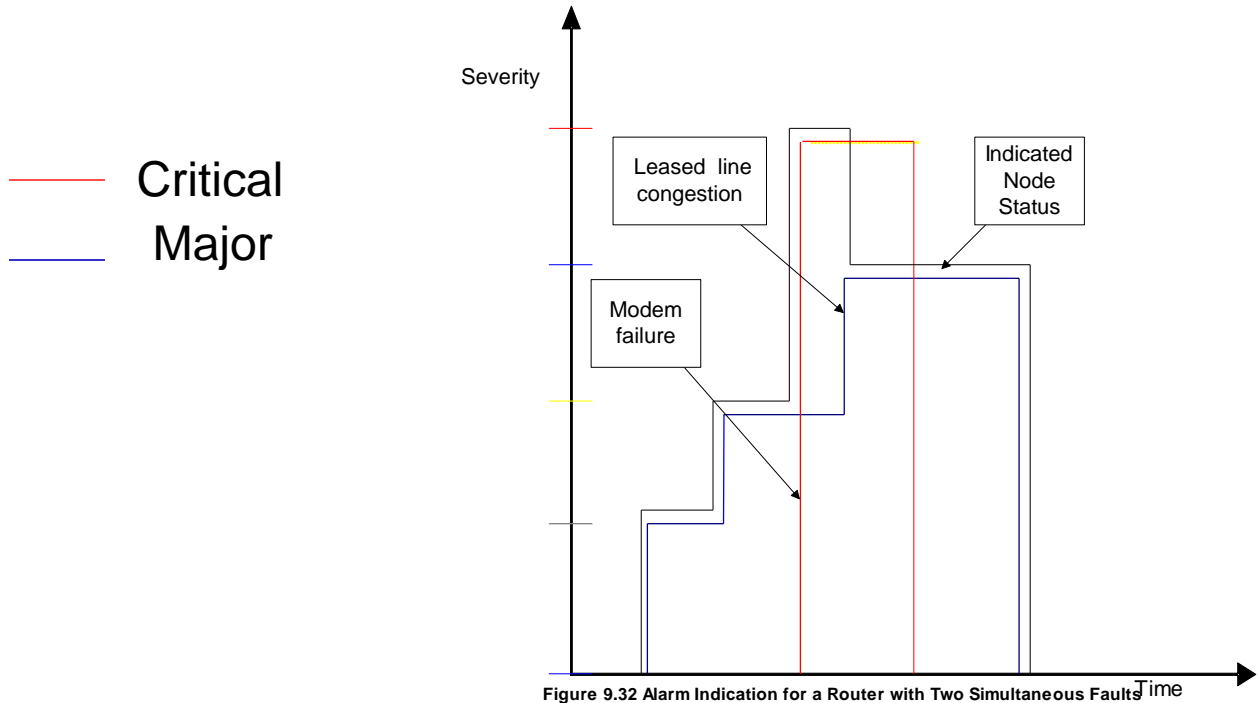 Severity
Critical
Major
Leased line
congestion
Indicated
Node
Status
Modem
failure
Time
Figure 9.32 Alarm Indication for a Router with Two Simultaneous Faults